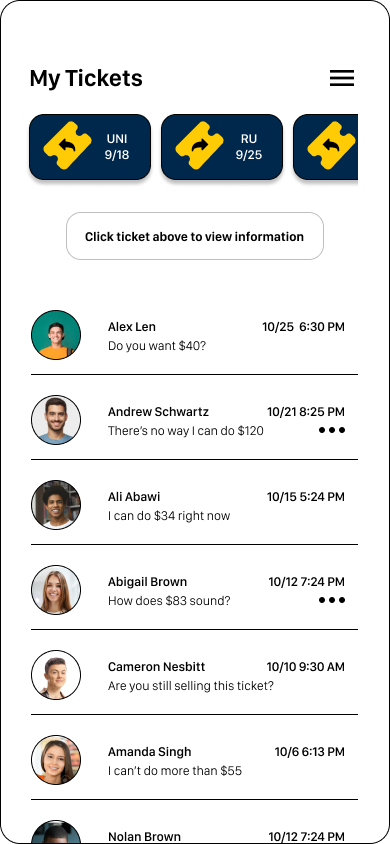 My Tickets
UNI
9/18
RU
9/25
Click ticket above to view information
Alex Len
10/25 6:30 PM
Do you want $40?
Andrew Schwartz
10/21 8:25 PM
There's no way I can do $120
Ali Abawi
10/15 5:24 PM
I can do $34 right now
Abigail Brown
10/12 7:24 PM
How does $83 sound?
Cameron Nesbitt
10/10 9:30 AM
Are you still selling this ticket?
Amanda Singh
10/6 6:13 PM
I can't do more than $55
Nolan Brown
10/12 7:24 PM